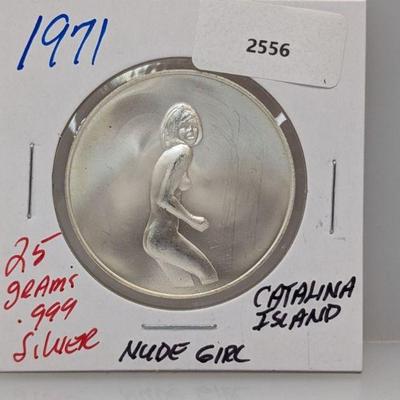 1971
2556
25
GRAMS
.999
SILVER
NUDE GIRL
CATALINA
ISLAND